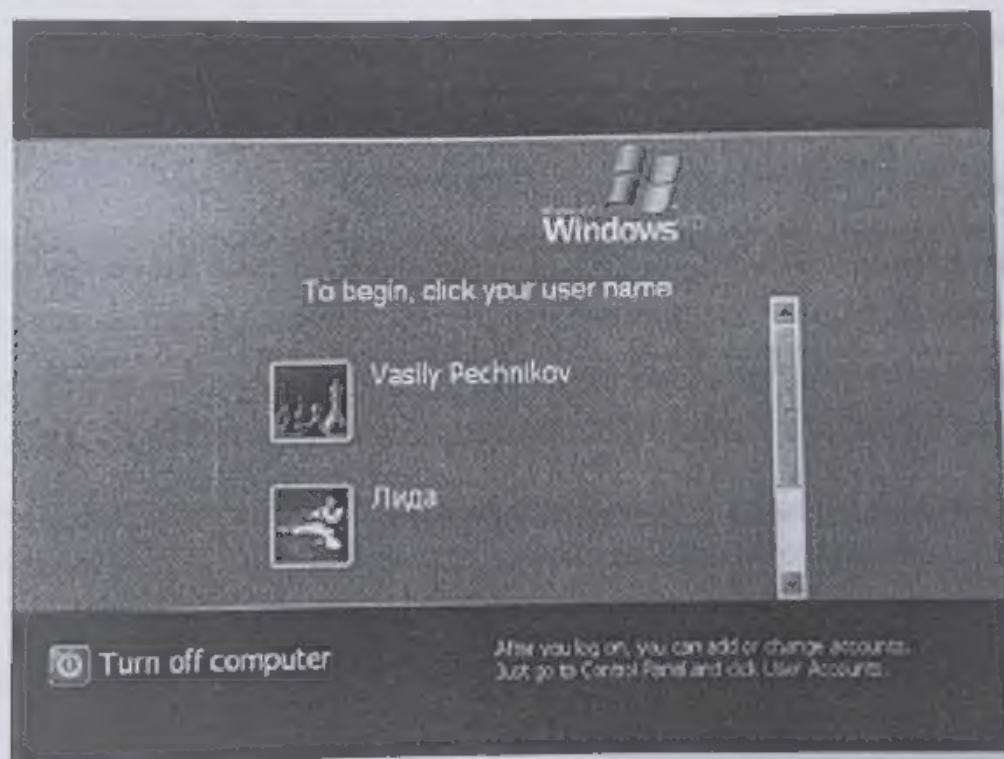 Windows
To begin, click your user name
Vasily Pechnikov
Лида
Turn off computer
After you log on, you can add or change accounts.
Just go to Control Panel and click User Accounts.